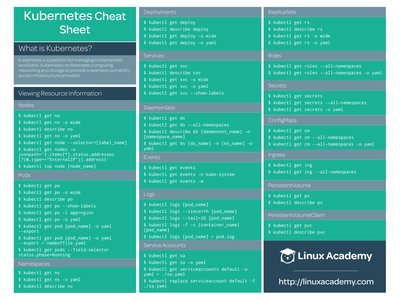 Kubernetes Cheat
Sheet
What is Kubernetes?
Kubernetes is a platform for managing containerized
workloads. Kubernetes orchestrates computing,
networking and storage to provide a seamless portability
across infrastructure providers.
Viewing Resource Information
Nodes
$ kubectl get no
$ kubectl get no -o wide
$ kubectl describe no
$ kubectl get no -o yaml
$ kubectl get node --selector=[label_name]
$ kubectl get nodes -o
jsonpath='{.items[*].status.addresses
[?(@.type=="ExternalIP")].address}'
$ kubectl top node [node_name]
Pods
$ kubectl get po
$ kubectl get po -o wide
$ kubectl describe po
$ kubectl get po --show-labels
$ kubectl get po -l app=nginx
$ kubectl get po -o yaml
$ kubectl get pod [pod_name] -o yaml
--export
$ kubectl get pod [pod_name] -o yaml
--export > nameoffile.yaml
$ kubectl get pods --field-selector
status.phase=Running
Namespaces
$ kubectl get ns
$ kubectl get ns -o yaml
$ kubectl describe ns
Deployments
$ kubectl get deploy
$ kubectl describe deploy
$ kubectl get deploy -o wide
$ kubectl get deploy -o yaml
Services
$ kubectl get svc
$ kubectl describe svc
$ kubectl get svc -o wide
$ kubectl get svc -o yaml
$ kubectl get svc --show-labels
DaemonSets
$ kubectl get ds
$ kubectl get ds --all-namespaces
$ kubectl describe ds [daemonset_name] -n
[namespace_name]
$ kubectl get ds [ds_name] -n [ns_name] -o
yaml
Events
$ kubectl get events
$ kubectl get events -n kube-system
$ kubectl get events -w
Logs
$ kubectl logs [pod_name]
$ kubectl logs --since=1h [pod_name]
$ kubectl logs --tail=20 [pod_name]
$ kubectl logs -f -c [container_name]
[pod_name]
$ kubectl logs [pod_name] > pod.log
Service Accounts
$ kubectl get sa
$ kubectl get sa -o yaml
$ kubectl get serviceaccounts default -o
yaml > ./sa.yaml
$ kubectl replace serviceaccount default -f
./sa.yaml
ReplicaSets
$ kubectl get rs
$ kubectl describe rs
$ kubectl get rs -o wide
$ kubectl get rs -o yaml
Roles
$ kubectl get roles --all-namespaces
$ kubectl get roles --all-namespaces -o yaml
Secrets
$ kubectl get secrets
$ kubectl get secrets --all-namespaces
$ kubectl get secrets -o yaml
ConfigMaps
$ kubectl get cm
$ kubectl get cm --all-namespaces
$ kubectl get cm --all-namespaces -o yaml
Ingress
$ kubectl get ing
$ kubectl get ing --all-namespaces
PersistentVolume
$ kubectl get pv
$ kubectl describe pv
PersistentVolumeClaim
$ kubectl get pvc
$ kubectl describe pvc
Linux Academy
http://linuxacademy.com